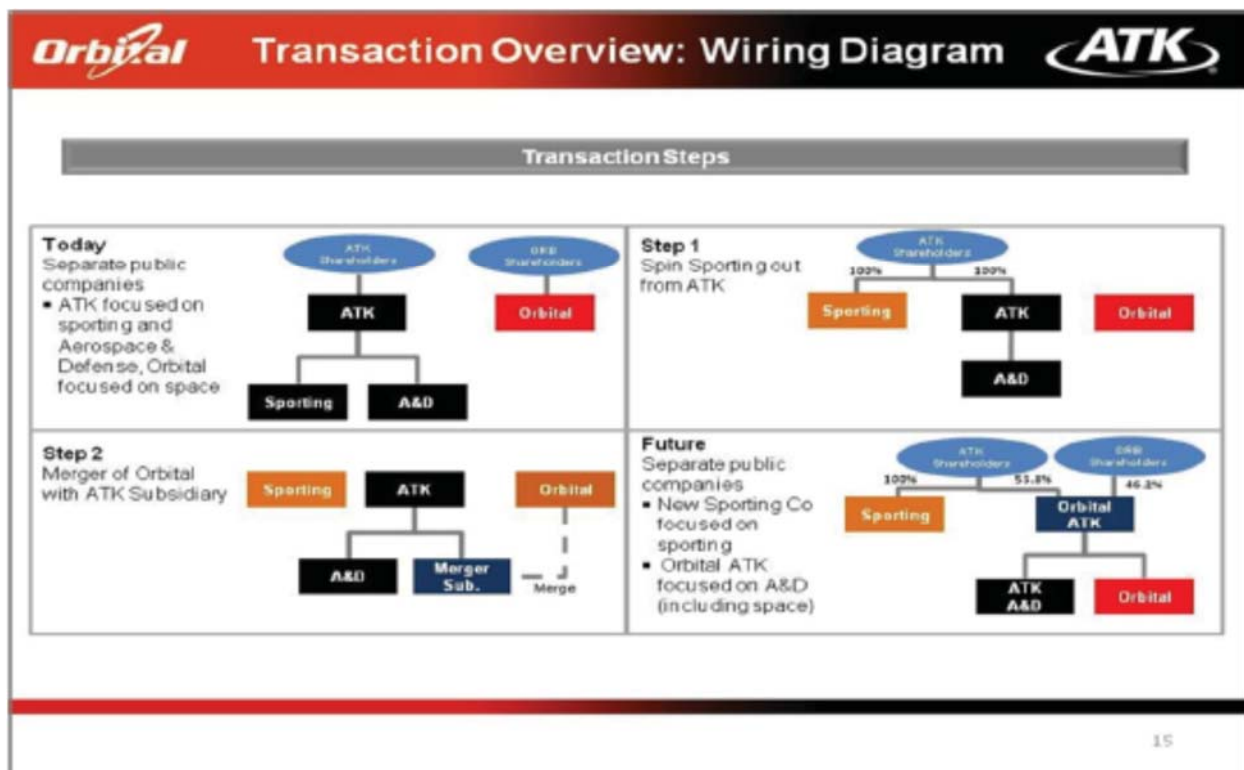 Orbital
Transaction Overview: Wiring Diagram
ATK
Transaction Steps
Today
Separate public
companies
▪ ATK focused on
sporting and
Aerospace &
Defense, Orbital
focused on space
ATK
Shareholders
ORB
Shareholders
ATK
Orbital
Sporting
A&D
Step 1
Spin Sporting out
from ATK
ATK
Shareholders
100%
100%
Sporting
ATK
Orbital
A&D
Step 2
Merger of Orbital
with ATK Subsidiary
Sporting
ATK
Orbital
A&D
Merger
Sub.
Merge
Future
Separate public
companies
▪ New Sporting Co
focused on
sporting
▪ Orbital ATK
focused on A&D
(including space)
ATK
Shareholders
ORB
Shareholders
100%
53.8%
46.2%
Sporting
Orbital
ATK
ATK
A&D
Orbital
15